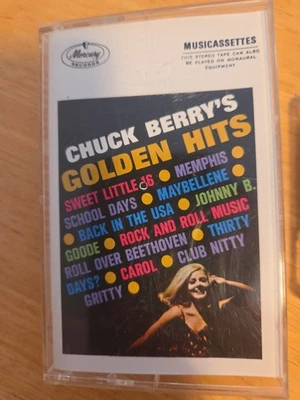 Mercury
RECORDS
MUSICASSETTES
THIS STEREO TAPE CAN ALSO
BE PLAYED ON MONAURAL
EQUIPMENT
CHUCK BERRY'S
GOLDEN HITS
SWEET LITTLE 16 MEMPHIS
SCHOOL DAYS MAYBELLENE
BACK IN THE USA JOHNNY B.
GOODE ROCK AND ROLL MUSIC
ROLL OVER BEETHOVEN THIRTY
DAYS? CAROL CLUB NITTY
GRITTY